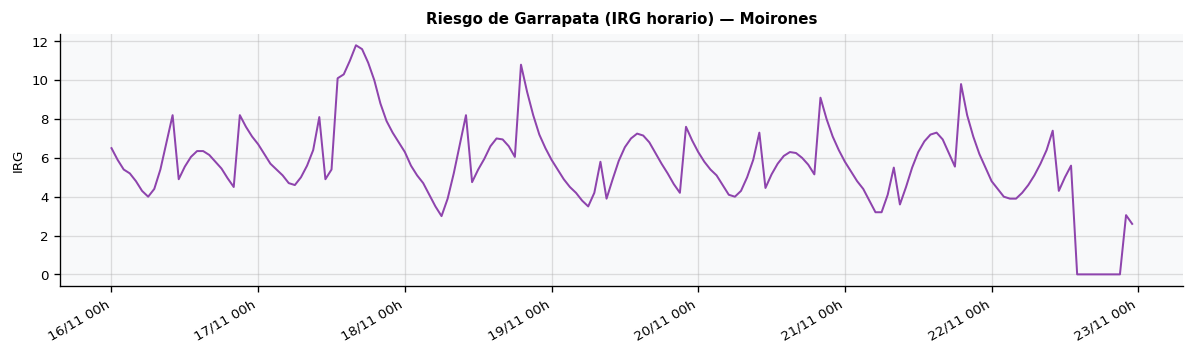 Riesgo de Garrapata (IRG horario) — Moirones
IRG
12
10
8
6
4
2
0
16/11 00h
17/11 00h
18/11 00h
19/11 00h
20/11 00h
21/11 00h
22/11 00h
23/11 00h